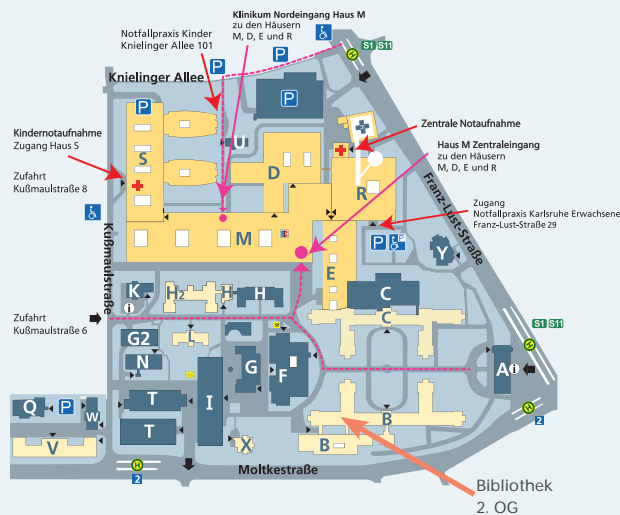 Klinikum Nordeingang Haus M
zu den Häusern
M, D, E und R
Notfallpraxis Kinder
Knielinger Allee 101
P
P
S1 S11
H
Knielinger Allee
P
P
Kindernotaufnahme
Zugang Haus S
Zufahrt
Kußmaulstraße 8
Zentrale Notaufnahme
Haus M Zentraleingang
zu den Häusern
M, D, E und R
Zugang
Notfallpraxis Karlsruhe Erwachsene
Franz-Lust-Straße 29
Franz-Lust-Straße
Kußmaulstraße
U
S
D
R
M
E
P
P
Y
K
i
H2
H
H
C
C
Zufahrt
Kußmaulstraße 6
G2
L
N
G
F
A
i
S1 S11
H
H
2
Q
P
W
V
T
T
I
X
B
B
H
2
Moltkestraße
Bibliothek
2. OG